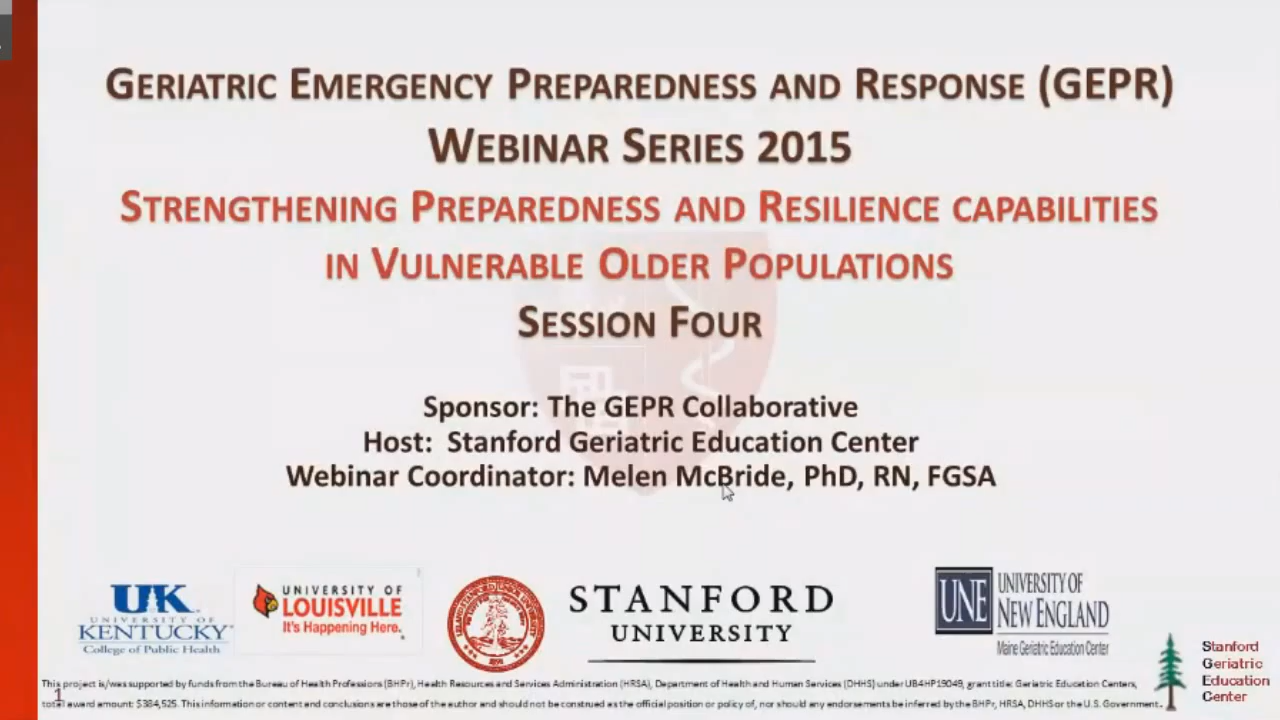 GERIATRIC EMERGENCY PREPAREDNESS AND RESPONSE (GEPR)
WEBINAR SERIES 2015
STRENGTHENING PREPAREDNESS AND RESILIENCE CAPABILITIES
IN VULNERABLE OLDER POPULATIONS
SESSION FOUR
Sponsor: The GEPR Collaborative
Host: Stanford Geriatric Education Center
Webinar Coordinator: Melen McBride, PhD, RN, FGSA
UK
UNIVERSITY OF
KENTUCKY
College of Public Health
UNIVERSITY OF
LOUISVILLE
It's Happening Here.
STANFORD
UNIVERSITY
UNE
UNIVERSITY OF
NEW ENGLAND
Maine Geriatric Education Center
Stanford
Geriatric
Education
Center
This project is/was supported by funds from the Bureau of Health Professions (BHPr), Health Resources and Services Administration (HRSA), Department of Health and Human Services (DHHS) under UB4HP19049, grant title: Geriatric Education Centers,
total award amount: $384,525. This information or content and conclusions are those of the author and should not be construed as the official position or policy of, nor should any endorsements be inferred by the BHPr, HRSA, DHHS or the U.S. Government.
1